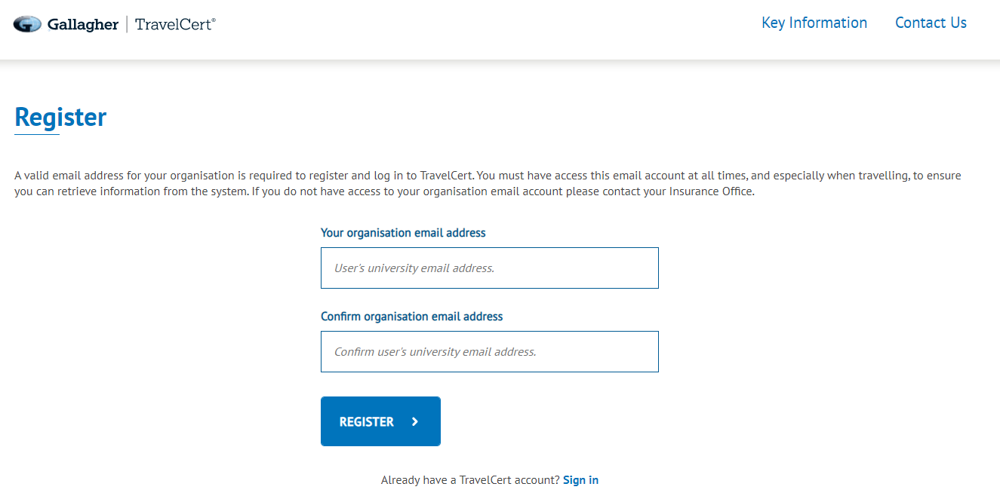 Gallagher | TravelCert®
Key Information
Contact Us
Register
A valid email address for your organisation is required to register and log in to TravelCert. You must have access this email account at all times, and especially when travelling, to ensure
you can retrieve information from the system. If you do not have access to your organisation email account please contact your Insurance Office.
Your organisation email address
User's university email address.
Confirm organisation email address
Confirm user's university email address.
REGISTER
Already have a TravelCert account? Sign in